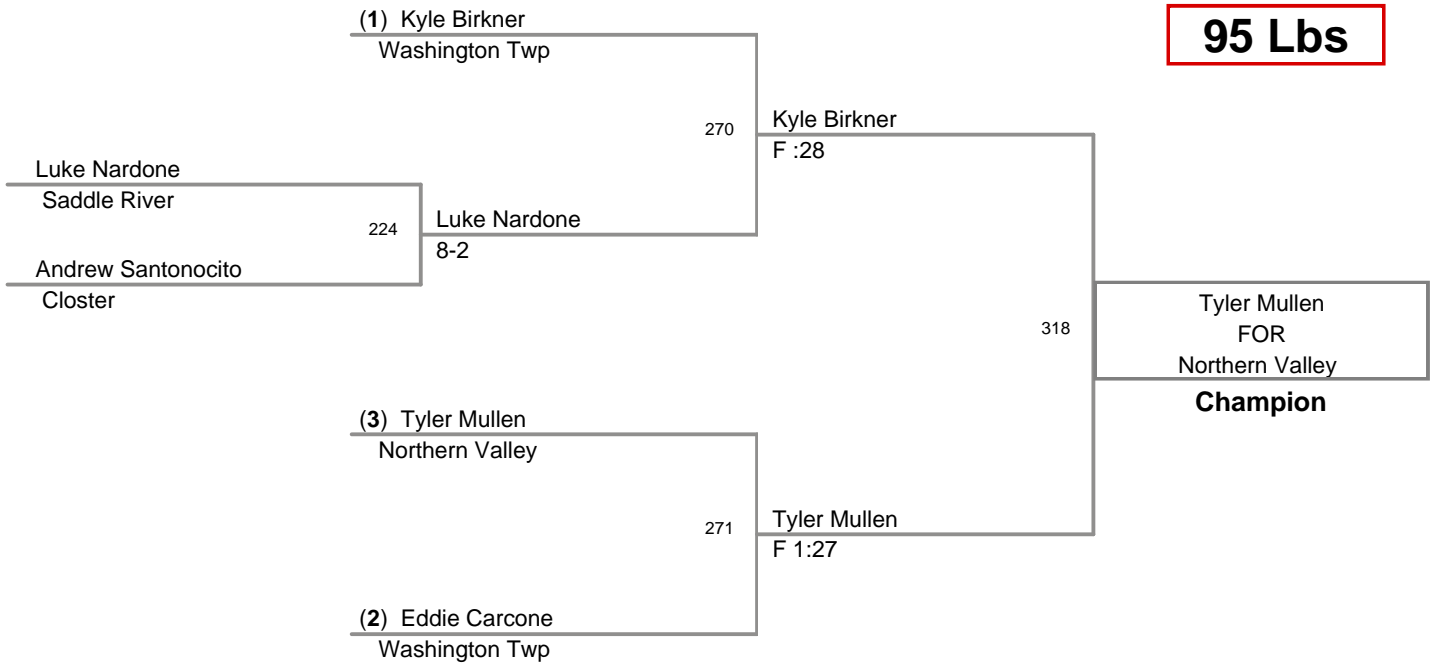 (1) Kyle Birkner
Washington Twp
95 Lbs
270
Kyle Birkner
F :28
Luke Nardone
Saddle River
224
Luke Nardone
8-2
Andrew Santonocito
Closter
318
Tyler Mullen
FOR
Northern Valley
Champion
(3) Tyler Mullen
Northern Valley
271
Tyler Mullen
F 1:27
(2) Eddie Carcone
Washington Twp